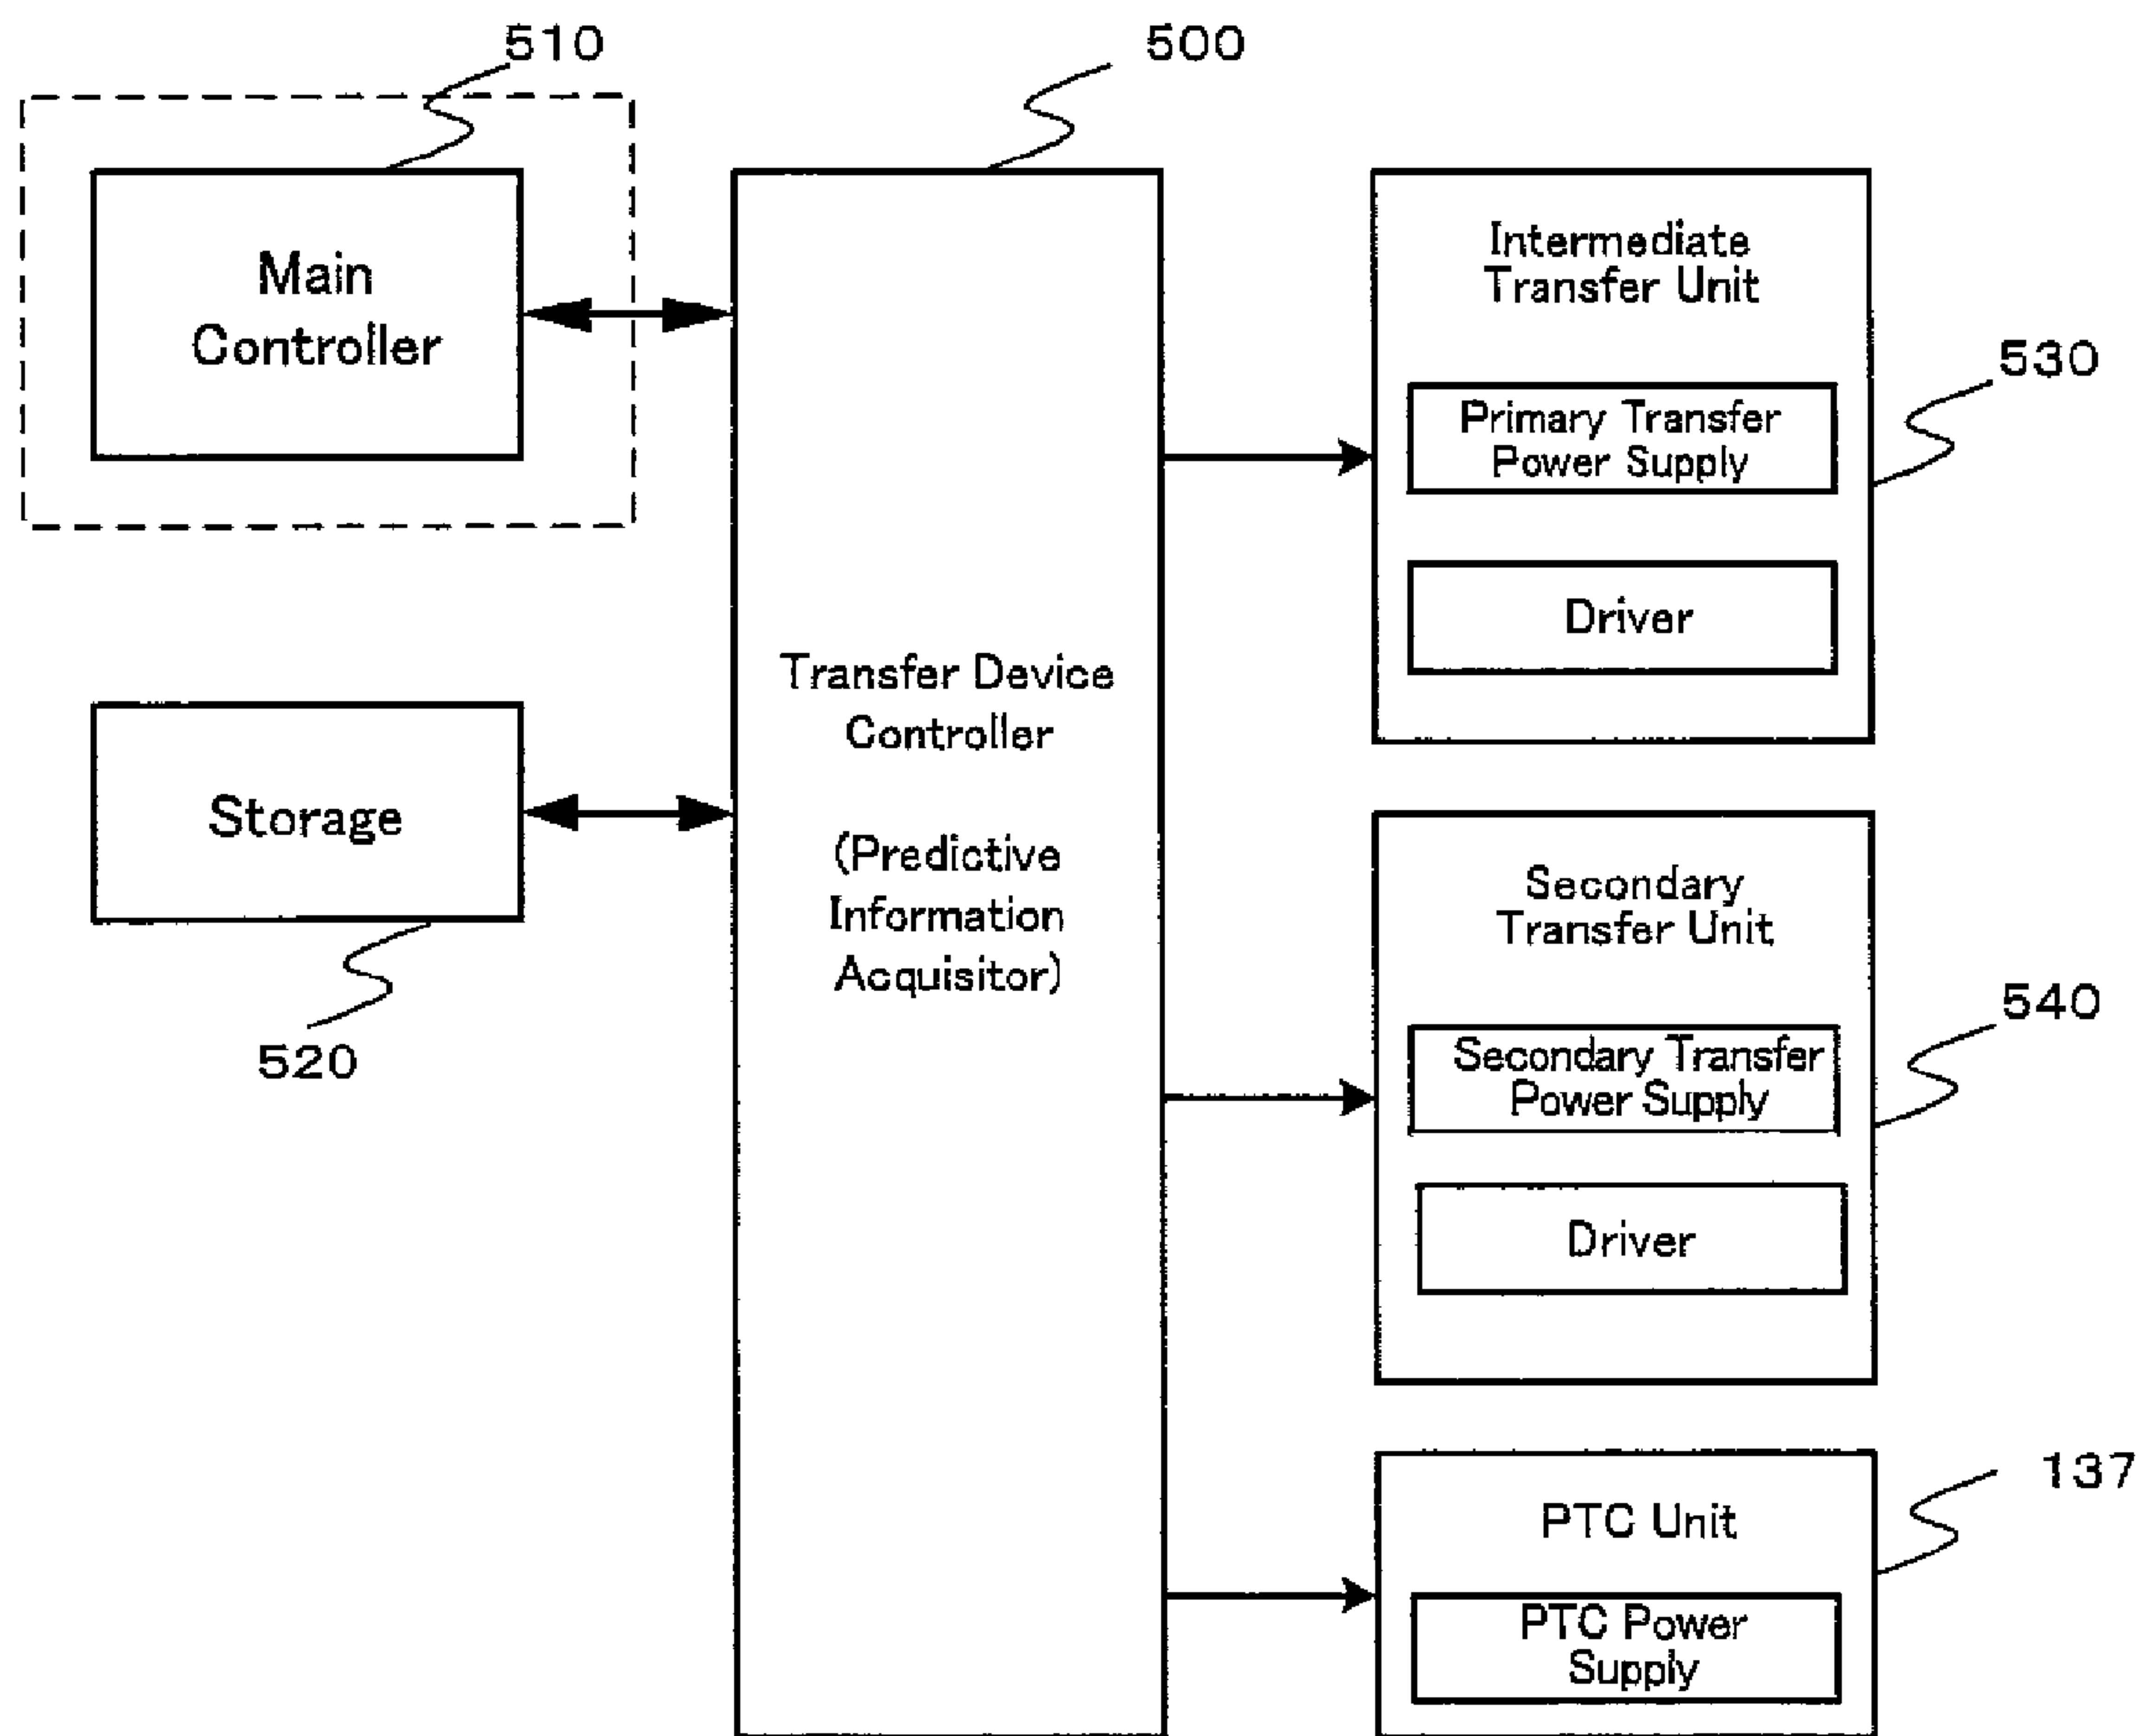 510
500
Main
Controller
Storage
520
Transfer Device
Controller
(Predictive
Information
Acquisitor)
Intermediate
Transfer Unit
Primary Transfer
Power Supply
Driver
530
Secondary
Transfer Unit
Secondary Transfer
Power Supply
Driver
540
PTC Unit
PTC Power
Supply
137